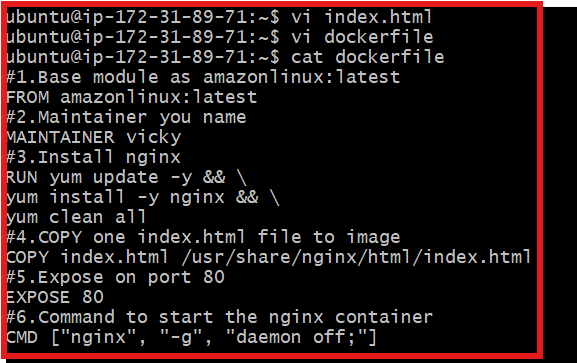 ubuntu@ip-172-31-89-71:~$ vi index.html
ubuntu@ip-172-31-89-71:~$ vi dockerfile
ubuntu@ip-172-31-89-71:~$ cat dockerfile
#1.Base module as amazonlinux:latest
FROM amazonlinux:latest
#2.Maintainer you name
MAINTAINER vicky
#3.Install nginx
RUN yum update -y && \
yum install -y nginx && \
yum clean all
#4.COPY one index.html file to image
COPY index.html /usr/share/nginx/html/index.html
#5.Expose on port 80
EXPOSE 80
#6.Command to start the nginx container
CMD ["nginx", "-g", "daemon off;"]